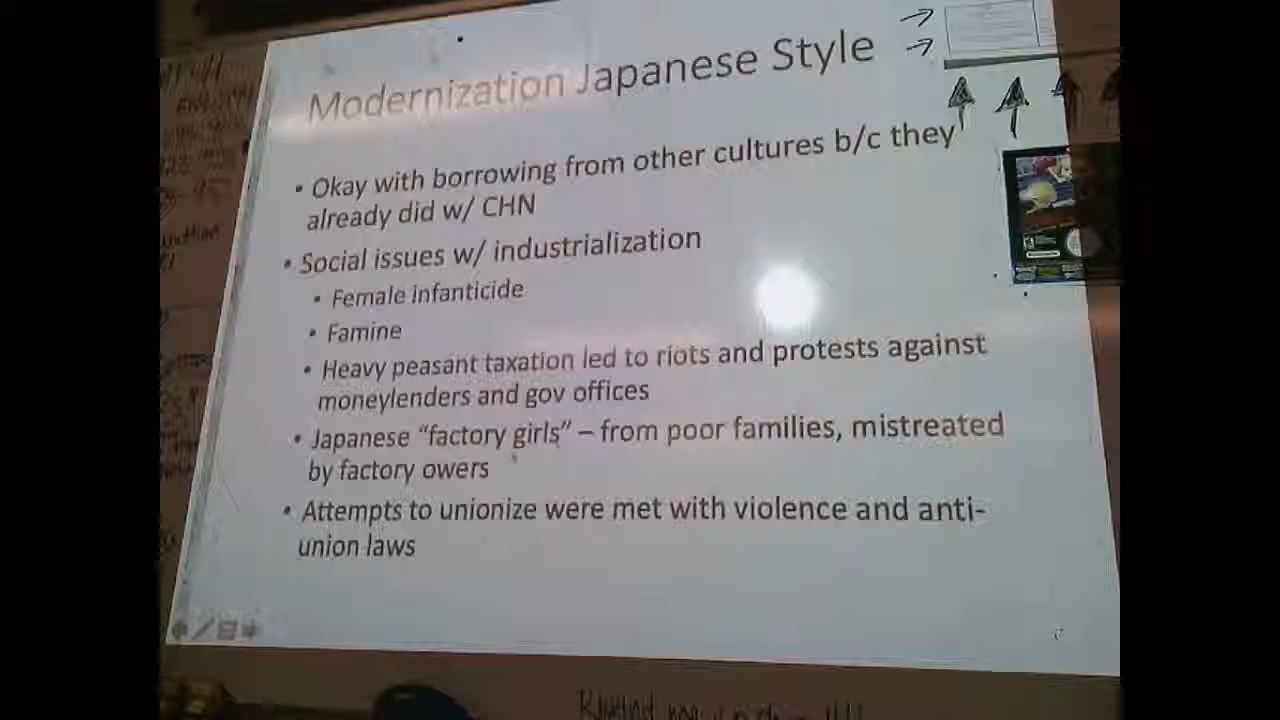 Modernization Japanese Style
• Okay with borrowing from other cultures b/c they
already did w/ CHN
• Social issues w/ industrialization
• Female infanticide
• Famine
• Heavy peasant taxation led to riots and protests against
moneylenders and gov offices
• Japanese "factory girls" – from poor families, mistreated
by factory owers
• Attempts to unionize were met with violence and anti-
union laws